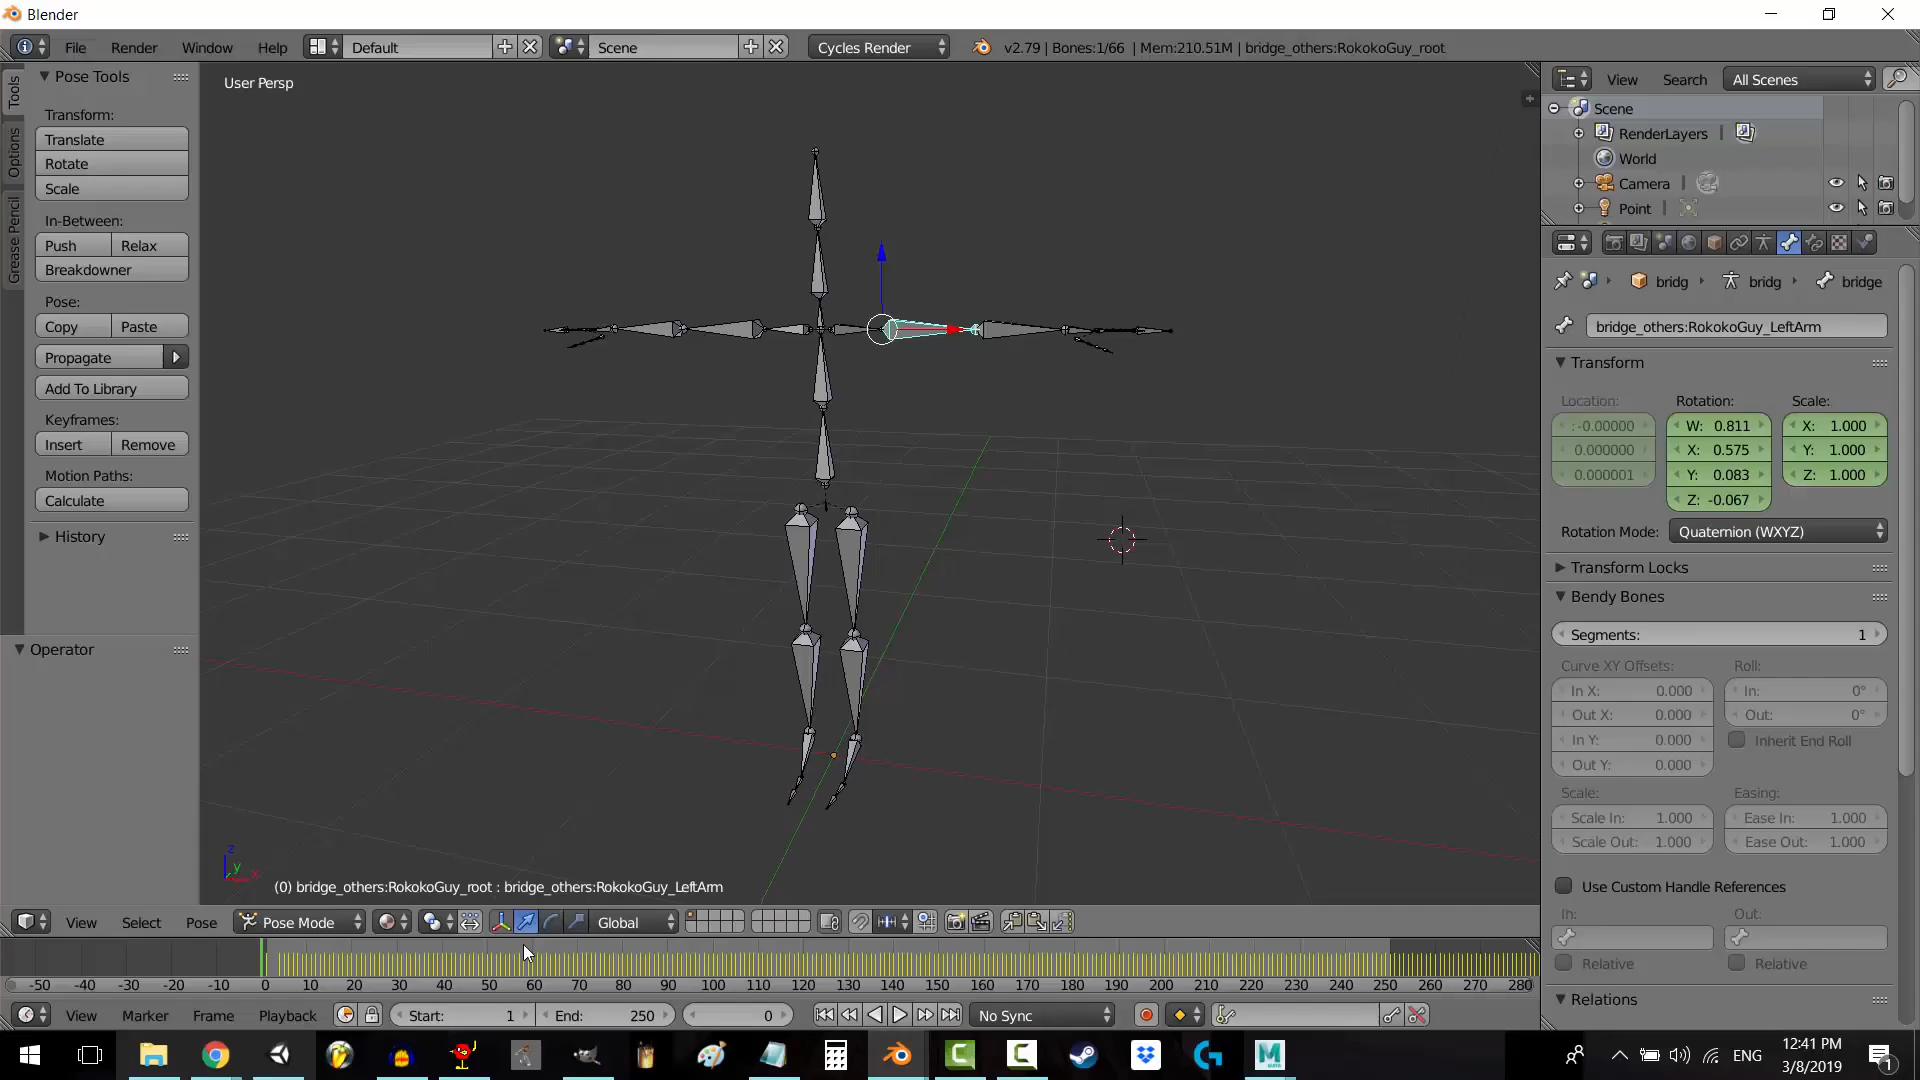 Blender
File Render Window Help Default Scene Cycles Render v2.79 | Bones:1/66 | Mem:210.51M | bridge_others:RokokoGuy_root
Tools
Options
Grease Pencil
Pose Tools
Transform:
Translate
Rotate
Scale
In-Between:
Push Relax
Breakdowner
Pose:
Copy Paste
Propagate
Add To Library
Keyframes:
Insert Remove
Motion Paths:
Calculate
History
Operator
User Persp
(0) bridge_others:RokokoGuy_root : bridge_others:RokokoGuy_LeftArm
z
y
x
View Search All Scenes
Scene
RenderLayers |
World
Camera |
Point |
bridg bridg bridge
bridge_others:RokokoGuy_LeftArm
Transform
Location: Rotation: Scale:
:-0.00000 W: 0.811 X: 1.000
0.000000 X: 0.575 Y: 1.000
0.000001 Y: 0.083 Z: 1.000
Z: -0.067
Rotation Mode: Quaternion (WXYZ)
Transform Locks
Bendy Bones
Segments: 1
Curve XY Offsets: Roll:
In X: 0.000 In: 0°
Out X: 0.000 Out: 0°
In Y: 0.000 Inherit End Roll
Out Y: 0.000
Scale: Easing:
Scale In: 1.000 Ease In: 1.000
Scale Out: 1.000 Ease Out: 1.000
Use Custom Handle References
In: Out:
Relative Relative
Relations
View Select Pose Pose Mode Global
-50 -40 -30 -20 -10 0 10 20 30 40 50 60 70 80 90 100 110 120 130 140 150 160 170 180 190 200 210 220 230 240 250 260 270 280
View Marker Frame Playback Start: 1 End: 250 0 No Sync
ENG 12:41 PM
3/8/2019
1